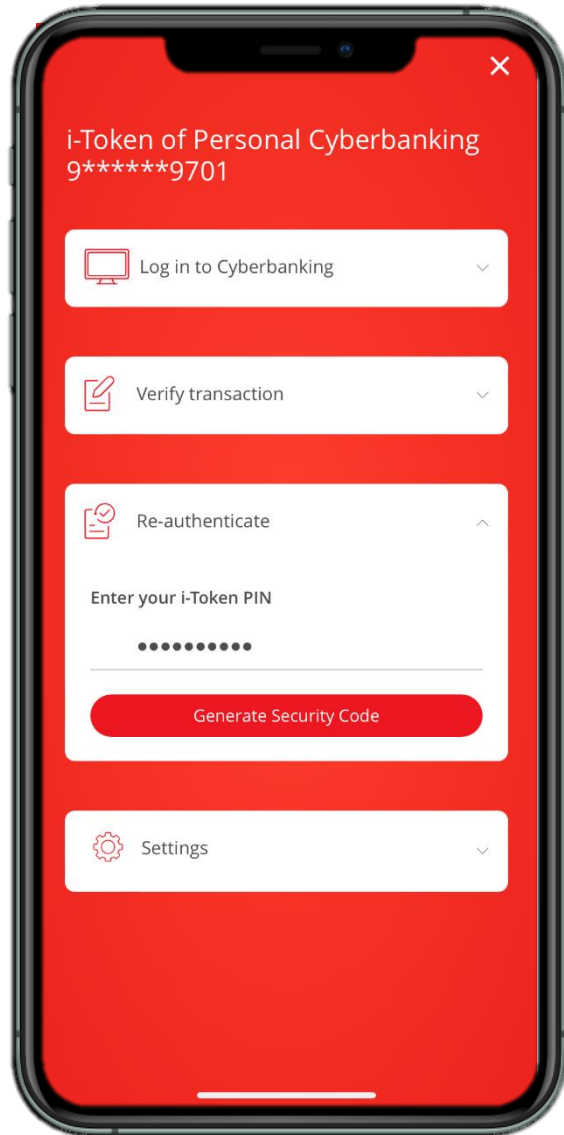 i-Token of Personal Cyberbanking
9******9701
Log in to Cyberbanking
Verify transaction
Re-authenticate
Enter your i-Token PIN
••••••••••
Generate Security Code
Settings